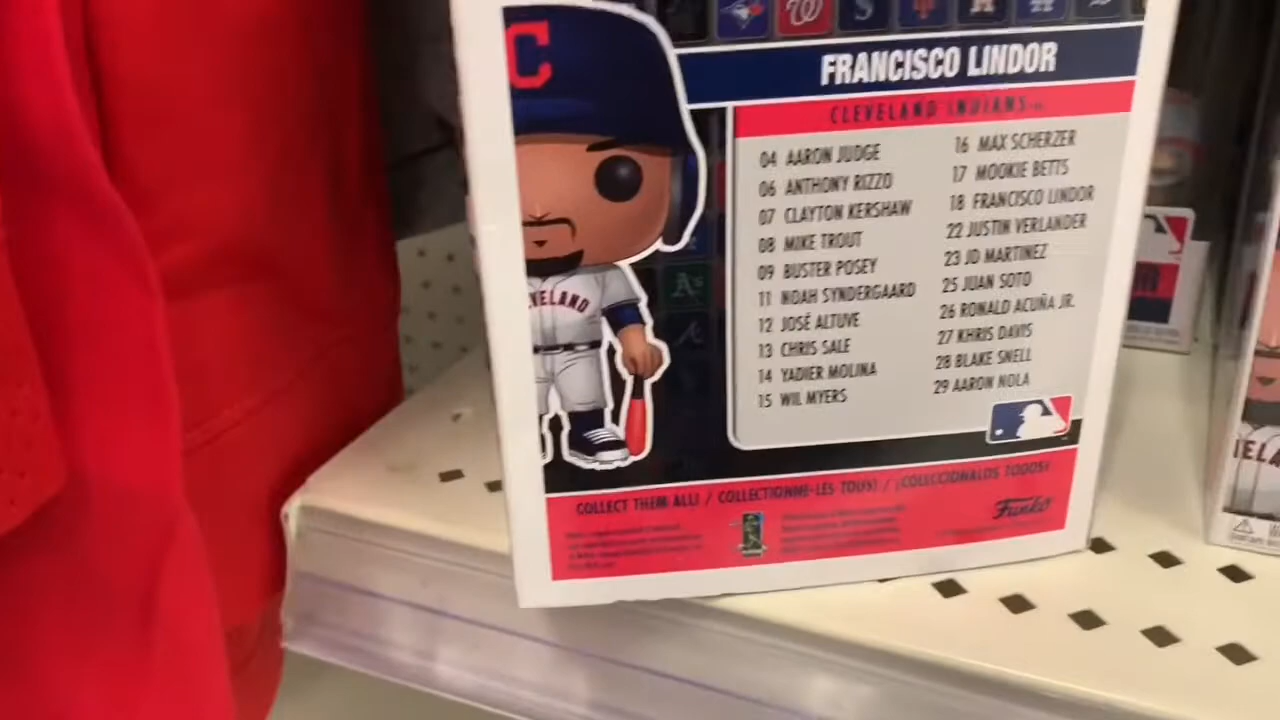 C
FRANCISCO LINDOR
CLEVELAND INDIANS
04 AARON JUDGE
06 ANTHONY RIZZO
07 CLAYTON KERSHAW
08 MIKE TROUT
09 BUSTER POSEY
11 NOAH SYNDERGAARD
12 JOSÉ ALTUVE
13 CHRIS SALE
14 YADIER MOLINA
15 WIL MYERS
16 MAX SCHERZER
17 MOOKIE BETTS
18 FRANCISCO LINDOR
22 JUSTIN VERLANDER
23 JD MARTINEZ
25 JUAN SOTO
26 RONALD ACUÑA JR.
27 KHRIS DAVIS
28 BLAKE SNELL
29 AARON NOLA
COLLECT THEM ALL! / COLLECTIONNE-LES TOUS! / ¡COLECCIONALOS TODOS!
Funko